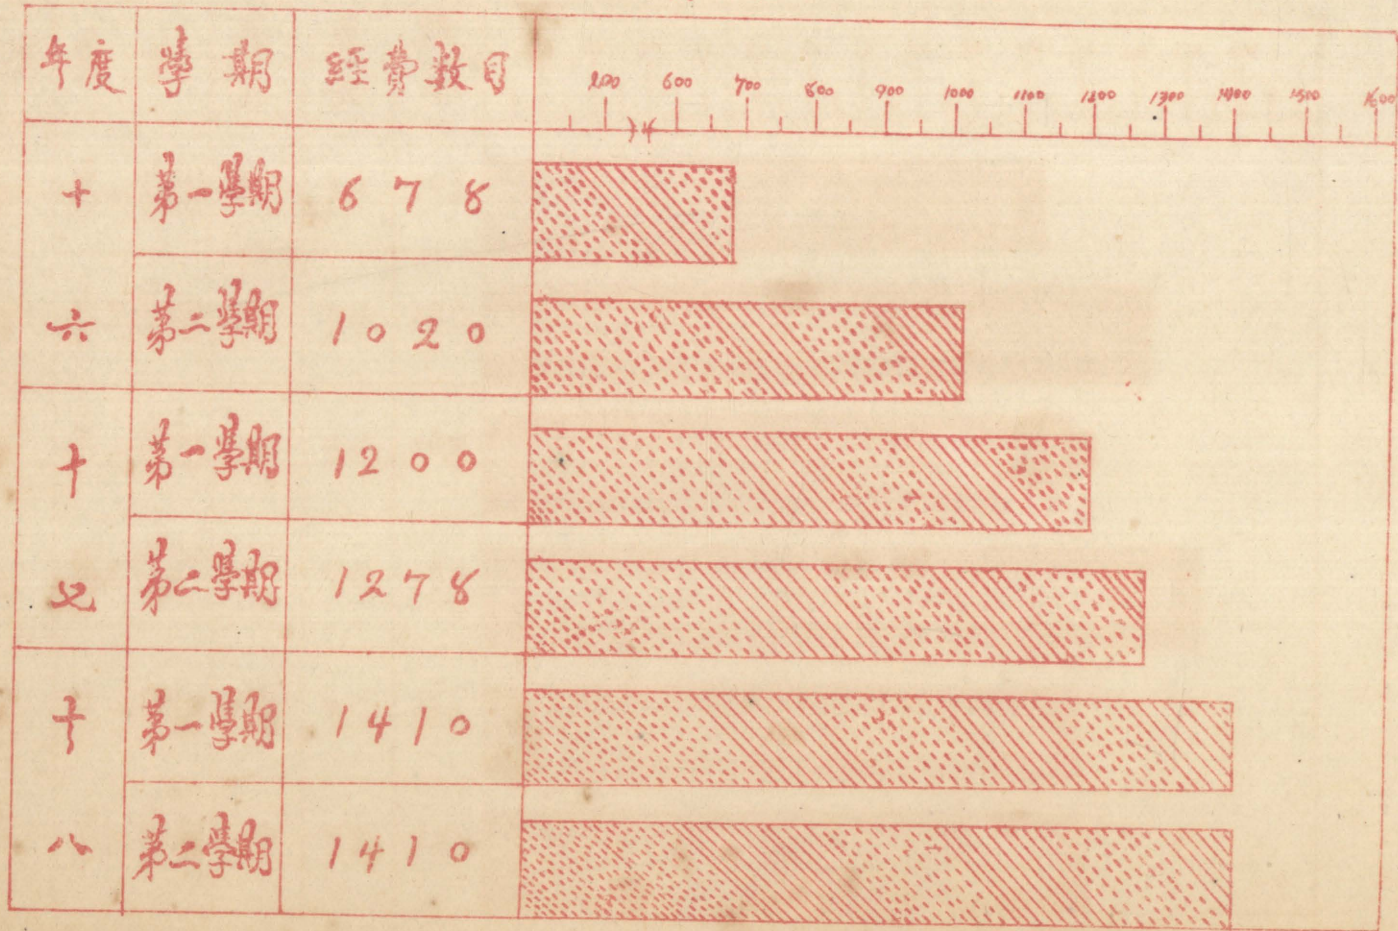 年度 學期 經費数目 200 600 700 800 900 1000 1100 1200 1300 1400 1500 1600
十六 第一學期 678
第二學期 1020
十七 第一學期 1200
第二學期 1278
十八 第一學期 1410
第二學期 1410